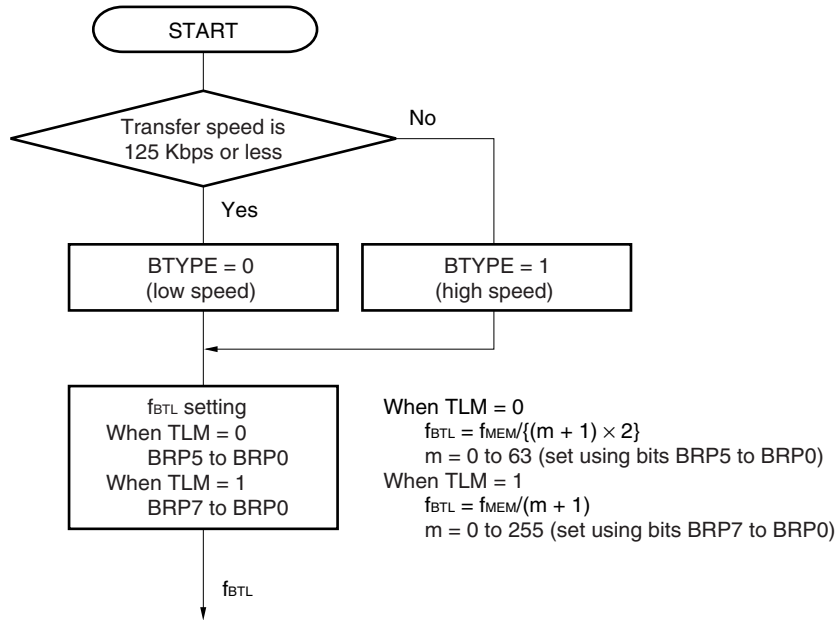 START
Transfer speed is
125 Kbps or less
No
Yes
BTYPE = 0
(low speed)
BTYPE = 1
(high speed)
fBTL setting
When TLM = 0
BRP5 to BRP0
When TLM = 1
BRP7 to BRP0
When TLM = 0
fBTL = fMEM/{(m + 1) × 2}
m = 0 to 63 (set using bits BRP5 to BRP0)
When TLM = 1
fBTL = fMEM/(m + 1)
m = 0 to 255 (set using bits BRP7 to BRP0)
fBTL